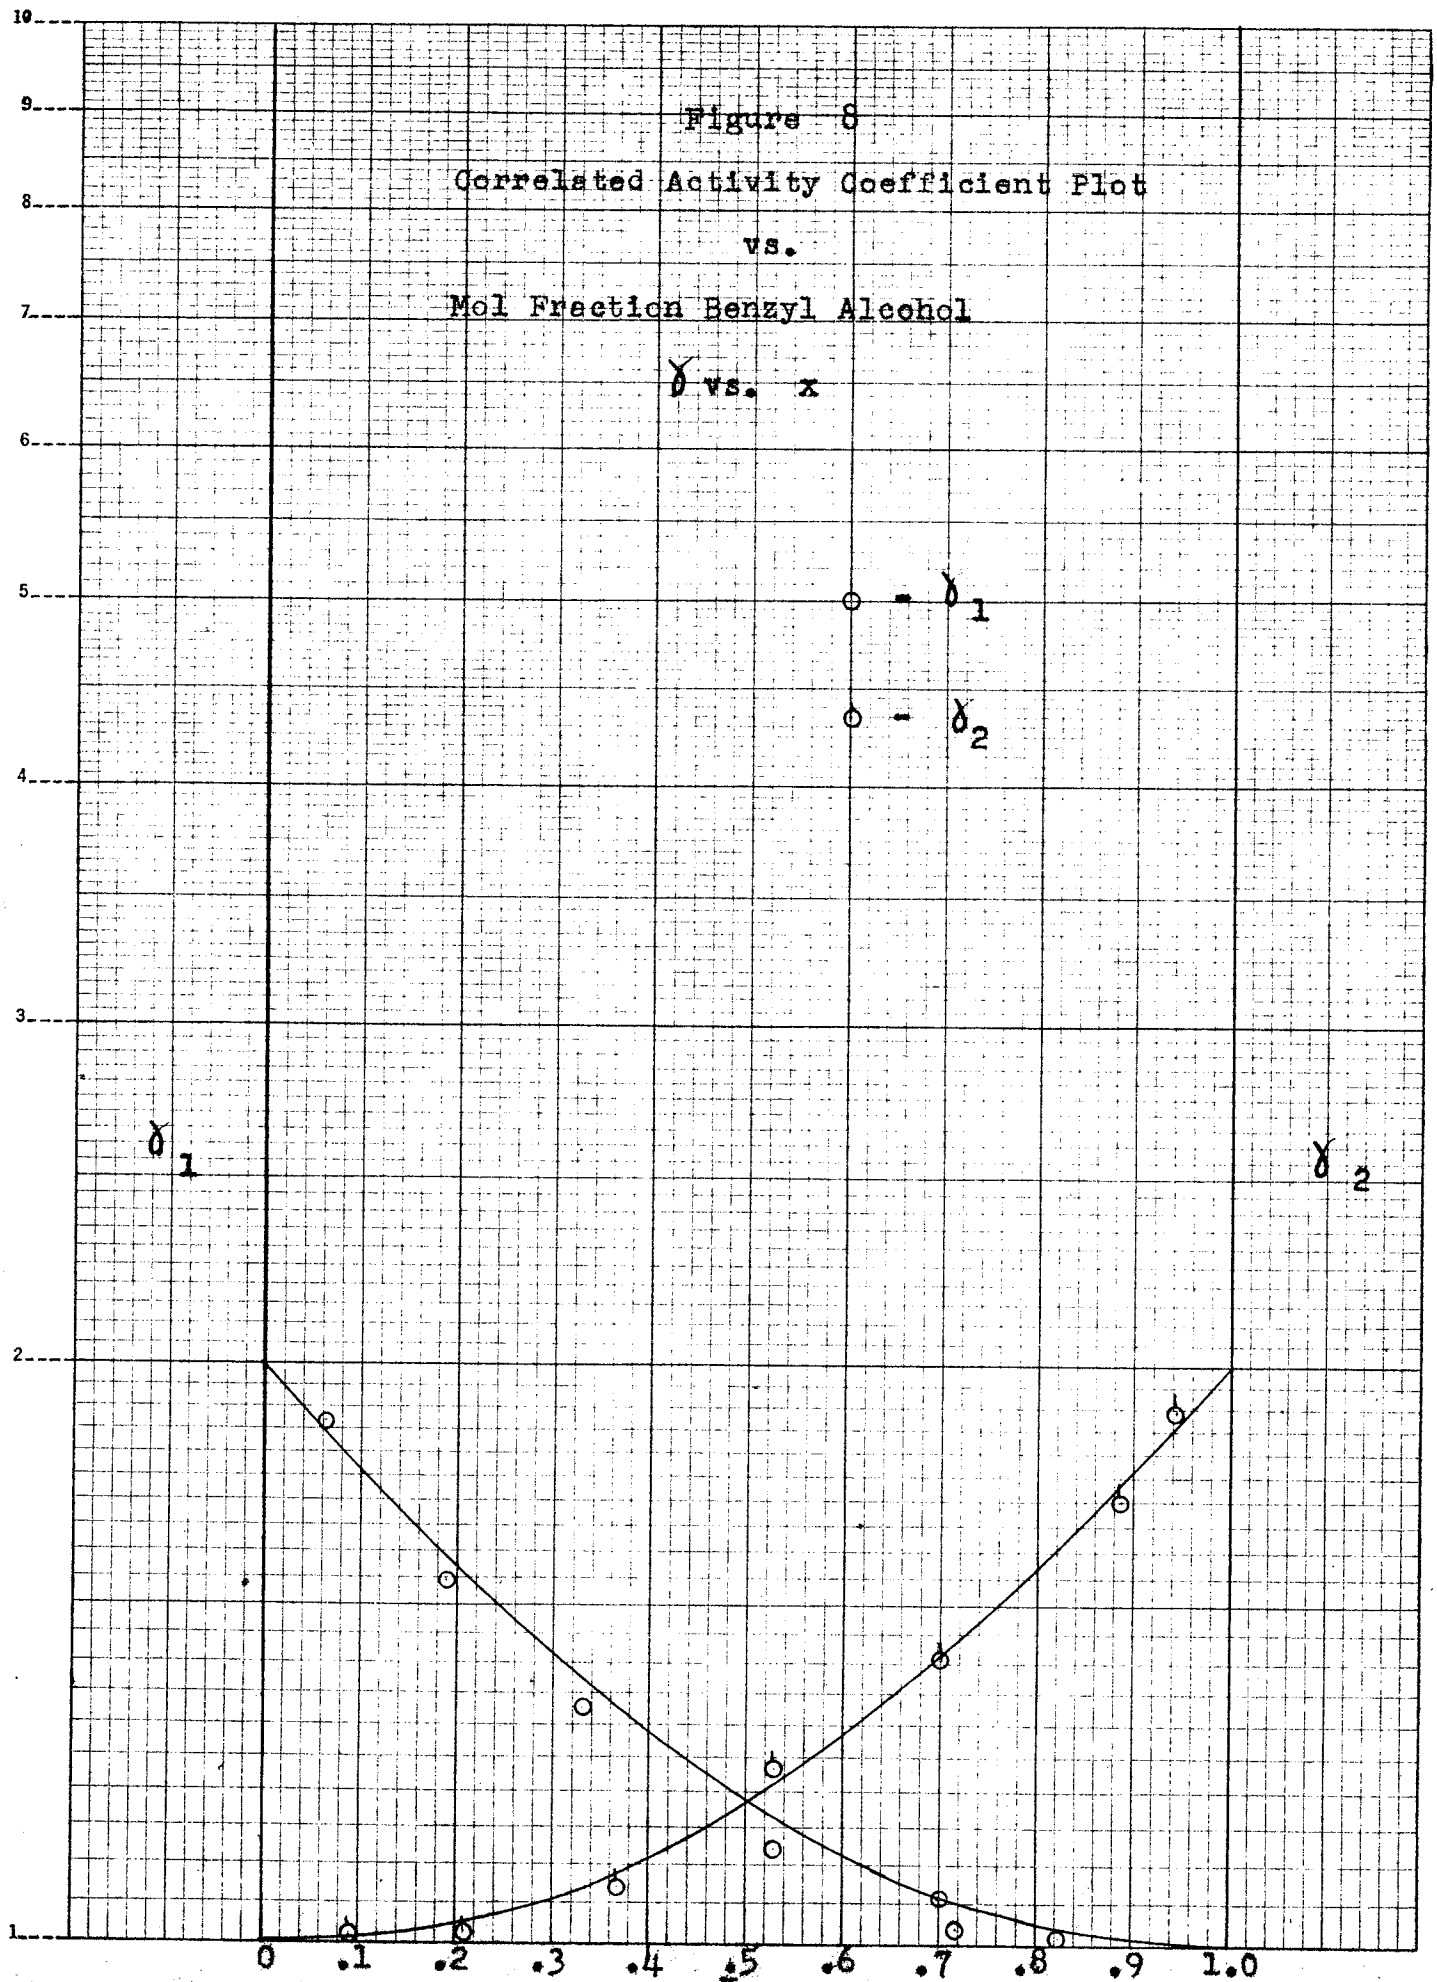 Figure 8
Correlated Activity Coefficient Plot
vs.
Mol Fraction Benzyl Alcohol
γ vs. x
10
9
8
7
6
5
4
3
2
1
- γ1
- γ2
γ1
γ2
0 .1 .2 .3 .4 .5 .6 .7 .8 .9 1.0